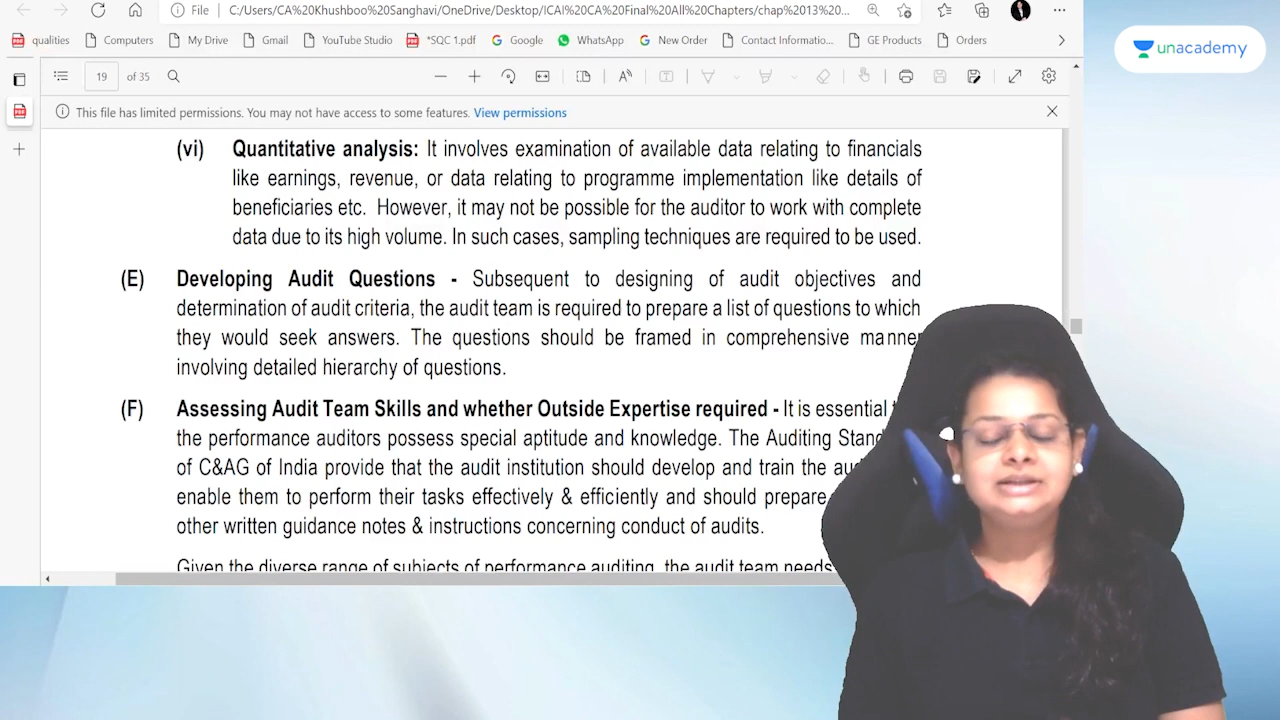 File
C:/Users/CA%20Khushboo%20Sanghavi/OneDrive/Desktop/ICAI%20CA%20Final%20All%20Chapters/chap%2013%20...
unacademy
qualities
Computers
My Drive
Gmail
YouTube Studio
*SQC 1.pdf
Google
WhatsApp
New Order
Contact Informatio...
GE Products
Orders
19 of 35
This file has limited permissions. You may not have access to some features. View permissions
(vi) Quantitative analysis: It involves examination of available data relating to financials
like earnings, revenue, or data relating to programme implementation like details of
beneficiaries etc. However, it may not be possible for the auditor to work with complete
data due to its high volume. In such cases, sampling techniques are required to be used.
(E) Developing Audit Questions - Subsequent to designing of audit objectives and
determination of audit criteria, the audit team is required to prepare a list of questions to which
they would seek answers. The questions should be framed in comprehensive manner
involving detailed hierarchy of questions.
(F) Assessing Audit Team Skills and whether Outside Expertise required - It is essential
the performance auditors possess special aptitude and knowledge. The Auditing
of C&AG of India provide that the audit institution should develop and train the
enable them to perform their tasks effectively & efficiently and should prepare
other written guidance notes & instructions concerning conduct of audits.
Given the diverse range of subjects of performance auditing, the audit team needs